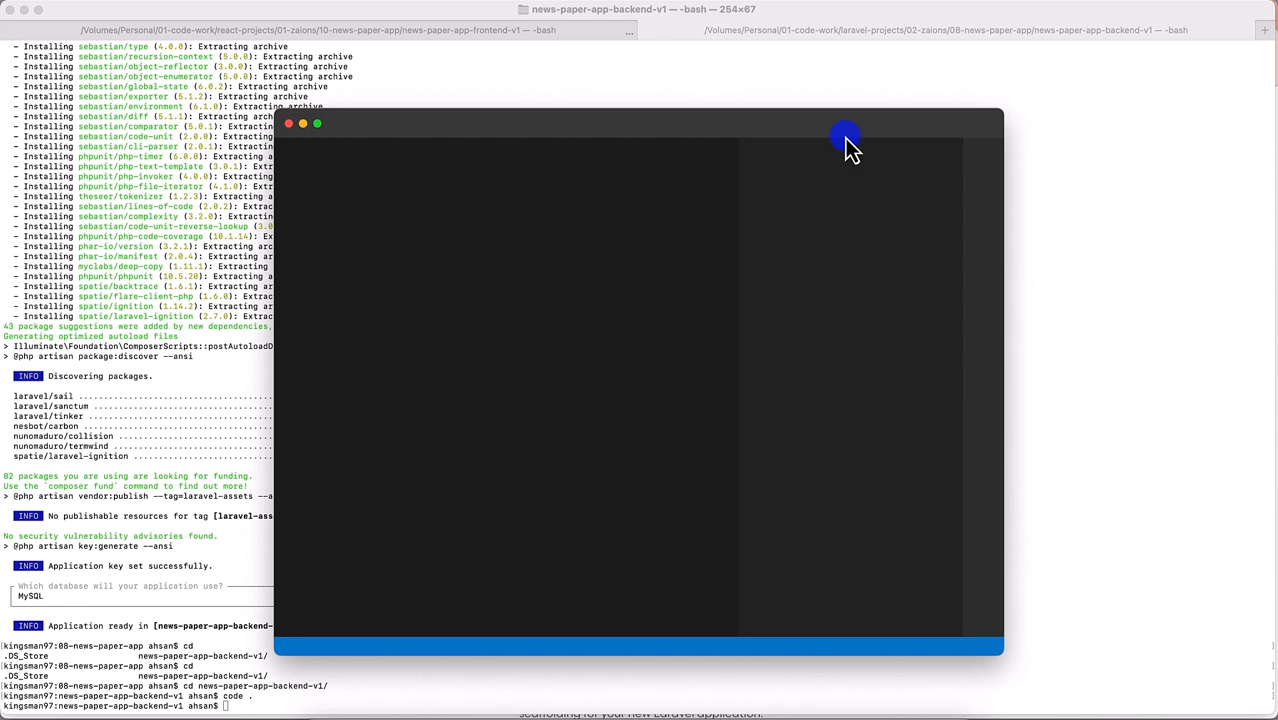 news-paper-app-backend-v1 — -bash — 254×67
/Volumes/Personal/01-code-work/react-projects/01-zaions/10-news-paper-app/news-paper-app-frontend-v1 — -bash ...
/Volumes/Personal/01-code-work/laravel-projects/02-zaions/08-news-paper-app/news-paper-app-backend-v1 — -bash +
- Installing sebastian/type (4.0.0): Extracting archive
- Installing sebastian/recursion-context (5.0.0): Extracting archive
- Installing sebastian/object-reflector (3.0.0): Extracting archive
- Installing sebastian/object-enumerator (5.0.0): Extracting archive
- Installing sebastian/global-state (6.0.2): Extracting archive
- Installing sebastian/exporter (5.1.2): Extracting archive
- Installing sebastian/environment (6.1.0): Extracting archive
- Installing sebastian/diff (5.1.1): Extracting
- Installing sebastian/comparator (5.0.1): Extrac
- Installing sebastian/code-unit (2.0.0): Extract
- Installing sebastian/cli-parser (2.0.1): Extrac
- Installing phpunit/php-timer (6.0.0): Extractin
- Installing phpunit/php-text-template (3.0.1): E
- Installing phpunit/php-invoker (4.0.0): Extract
- Installing phpunit/php-file-iterator (4.1.0): E
- Installing theseer/tokenizer (1.2.3): Extractin
- Installing sebastian/lines-of-code (2.0.2): Ext
- Installing sebastian/complexity (3.2.0): Extrac
- Installing sebastian/code-unit-reverse-lookup (3.0
- Installing phpunit/php-code-coverage (10.1.14): Ex
- Installing phar-io/version (3.2.1): Extracting
- Installing phar-io/manifest (2.0.4): Extracting
- Installing myclabs/deep-copy (1.11.1): Extracting
- Installing phpunit/phpunit (10.5.20): Extracting a
- Installing spatie/backtrace (1.6.1): Extracting ar
- Installing spatie/flare-client-php (1.6.0): Extrac
- Installing spatie/ignition (1.14.2): Extracting ar
- Installing spatie/laravel-ignition (2.7.0): Extrac
43 package suggestions were added by new dependencies,
Generating optimized autoload files
> Illuminate\Foundation\ComposerScripts::postAutoloadD
> @php artisan package:discover --ansi
INFO Discovering packages.
laravel/sail ................................
laravel/sanctum .............................
laravel/tinker ..............................
nesbot/carbon ...............................
nunomaduro/collision ........................
nunomaduro/termwind .........................
spatie/laravel-ignition .....................
82 packages you are using are looking for funding.
Use the `composer fund` command to find out more!
> @php artisan vendor:publish --tag=laravel-assets --a
INFO No publishable resources for tag [laravel-ass
No security vulnerability advisories found.
> @php artisan key:generate --ansi
INFO Application key set successfully.
Which database will your application use?
MySQL
INFO Application ready in [news-paper-app-backend-
[kingsman97:08-news-paper-app ahsan$ cd
.DS_Store news-paper-app-backend-v1/
[kingsman97:08-news-paper-app ahsan$ cd
.DS_Store news-paper-app-backend-v1/
[kingsman97:08-news-paper-app ahsan$ cd news-paper-app-backend-v1/
[kingsman97:news-paper-app-backend-v1 ahsan$ code .
kingsman97:news-paper-app-backend-v1 ahsan$
scaffolding for your new Laravel application.